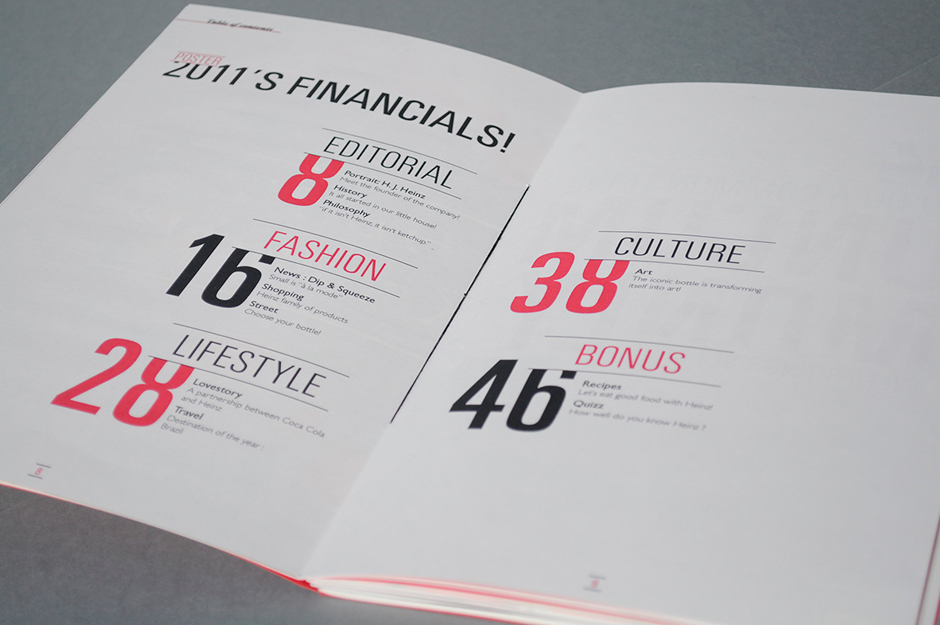 Table of contents...
POSTER
2011'S FINANCIALS!
EDITORIAL
8
Portrait: H. J. Heinz
Meet the founder of the company!
History
It all started in our little house!
Philosophy
"if it isn't Heinz, it isn't ketchup."
FASHION
16
News : Dip & Squeeze
Small is "à la mode"
Shopping
Heinz family of products
Street
Choose your bottle!
LIFESTYLE
28
Lovestory
A partnership between Coca Cola
and Heinz
Travel
Destination of the year :
Brazil
8
CULTURE
38
Art
The iconic bottle is transforming
itself into art!
BONUS
46
Recipes
Let's eat good food with Heinz!
Quizz
How well do you know Heinz ?